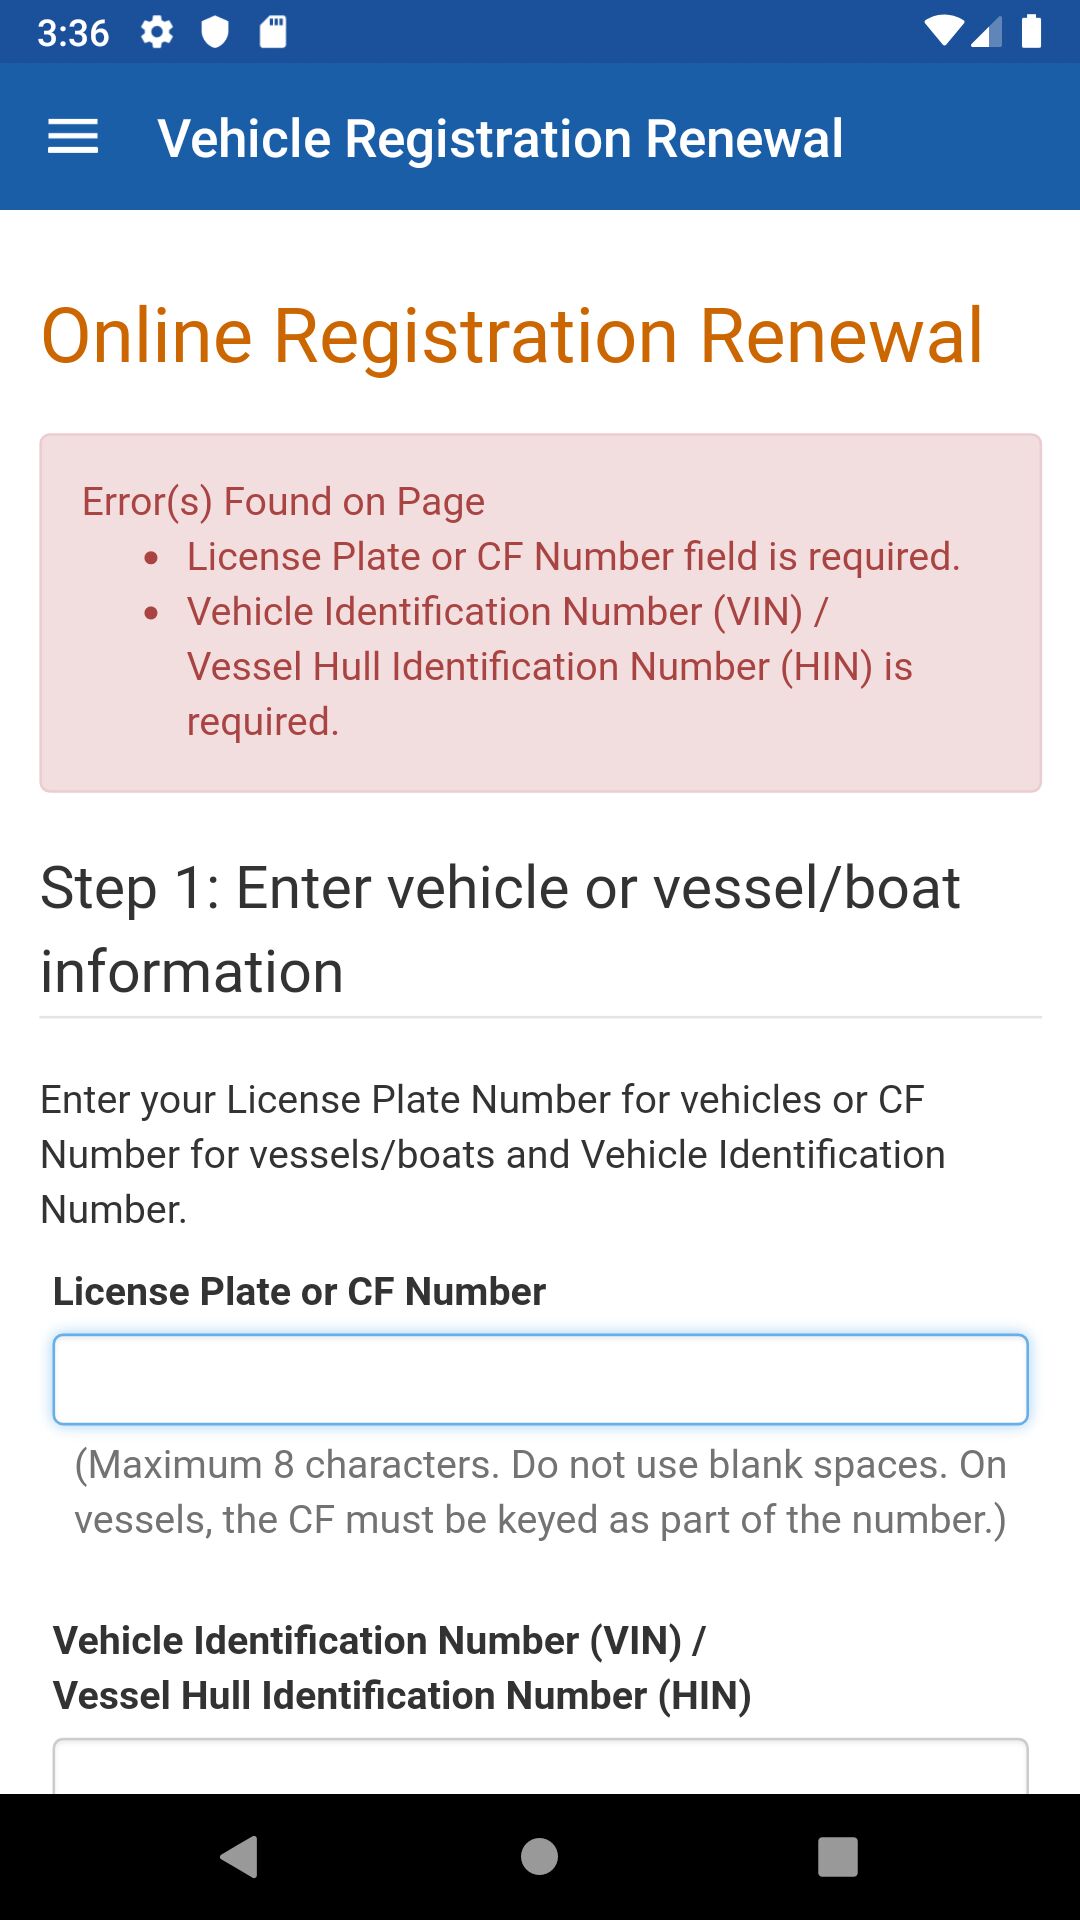 3:36
Vehicle Registration Renewal
Online Registration Renewal
Error(s) Found on Page
• License Plate or CF Number field is required.
• Vehicle Identification Number (VIN) /
Vessel Hull Identification Number (HIN) is
required.
Step 1: Enter vehicle or vessel/boat
information
Enter your License Plate Number for vehicles or CF
Number for vessels/boats and Vehicle Identification
Number.
License Plate or CF Number
(Maximum 8 characters. Do not use blank spaces. On
vessels, the CF must be keyed as part of the number.)
Vehicle Identification Number (VIN) /
Vessel Hull Identification Number (HIN)